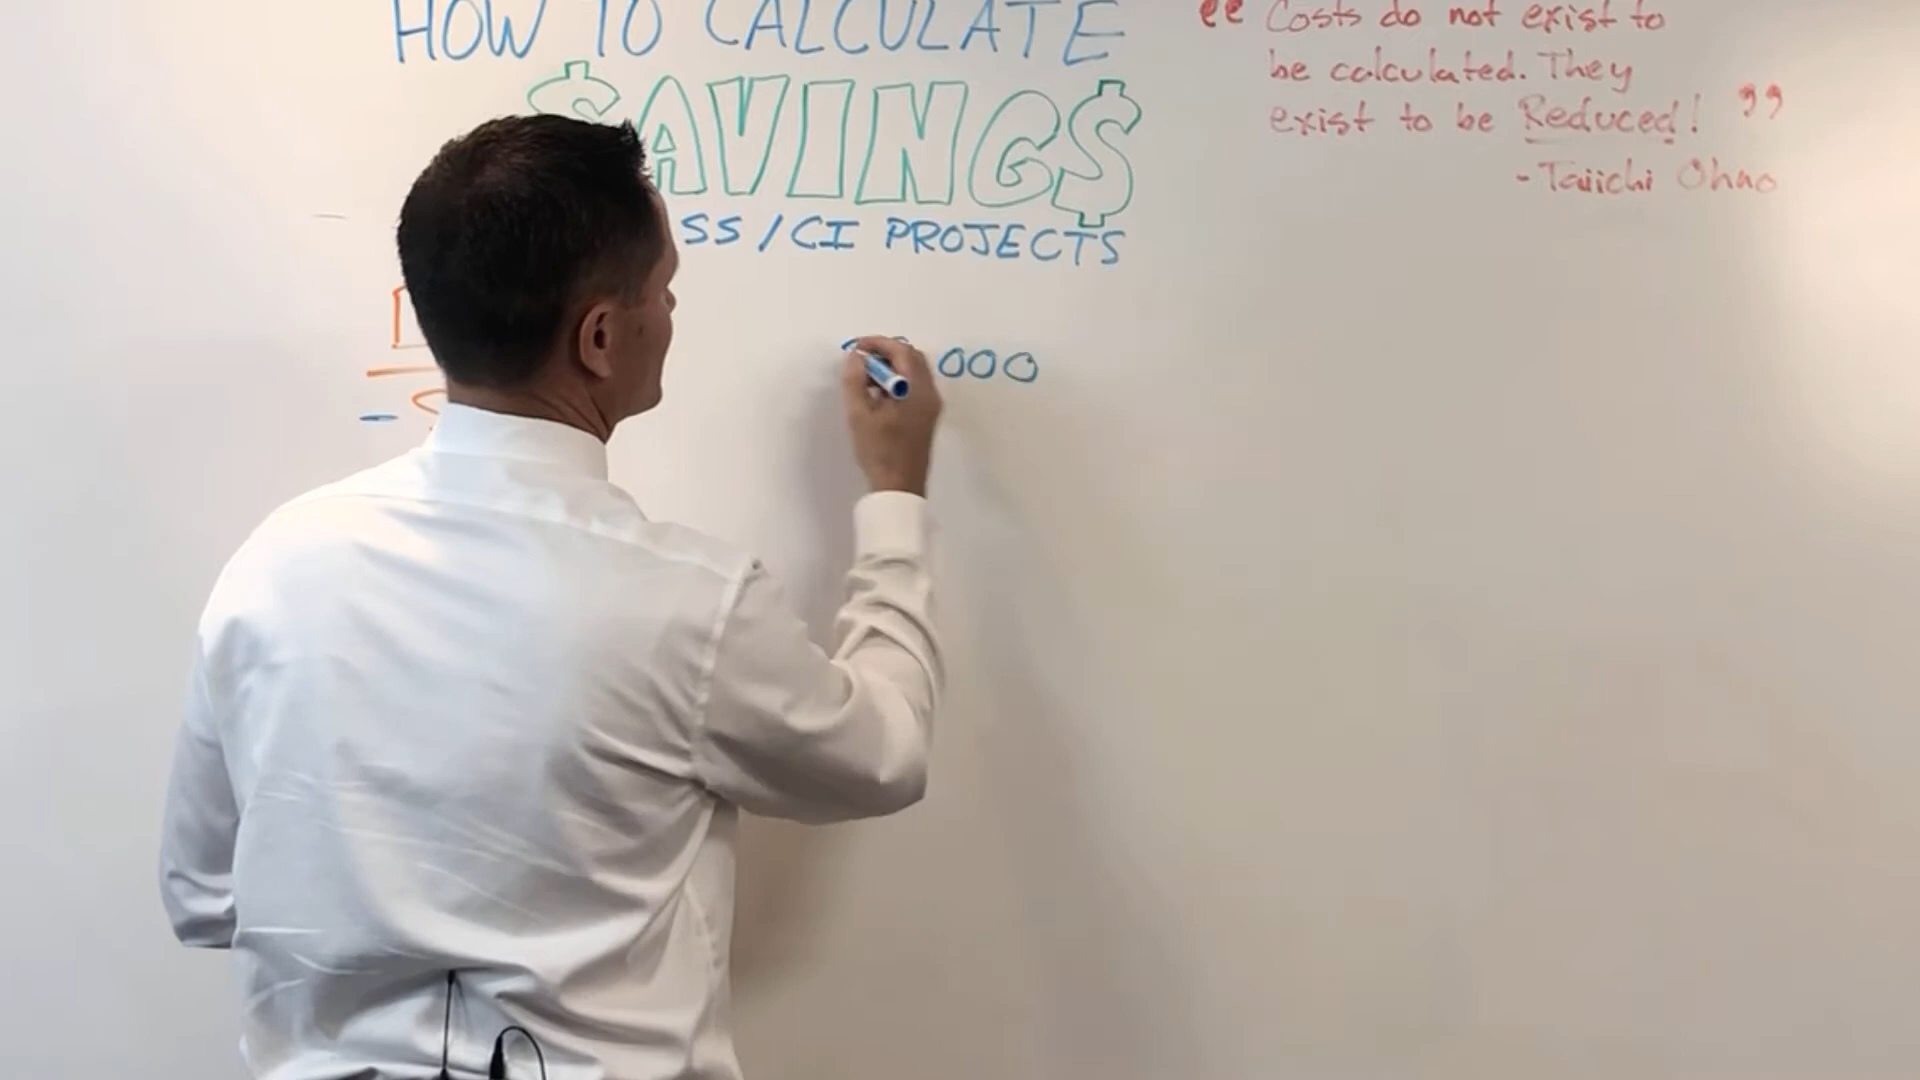 HOW TO CALCULATE
$AVING$
SS/CI PROJECTS
000
“ Costs do not exist to
be calculated. They
exist to be Reduced! ”
- Taiichi Ohno